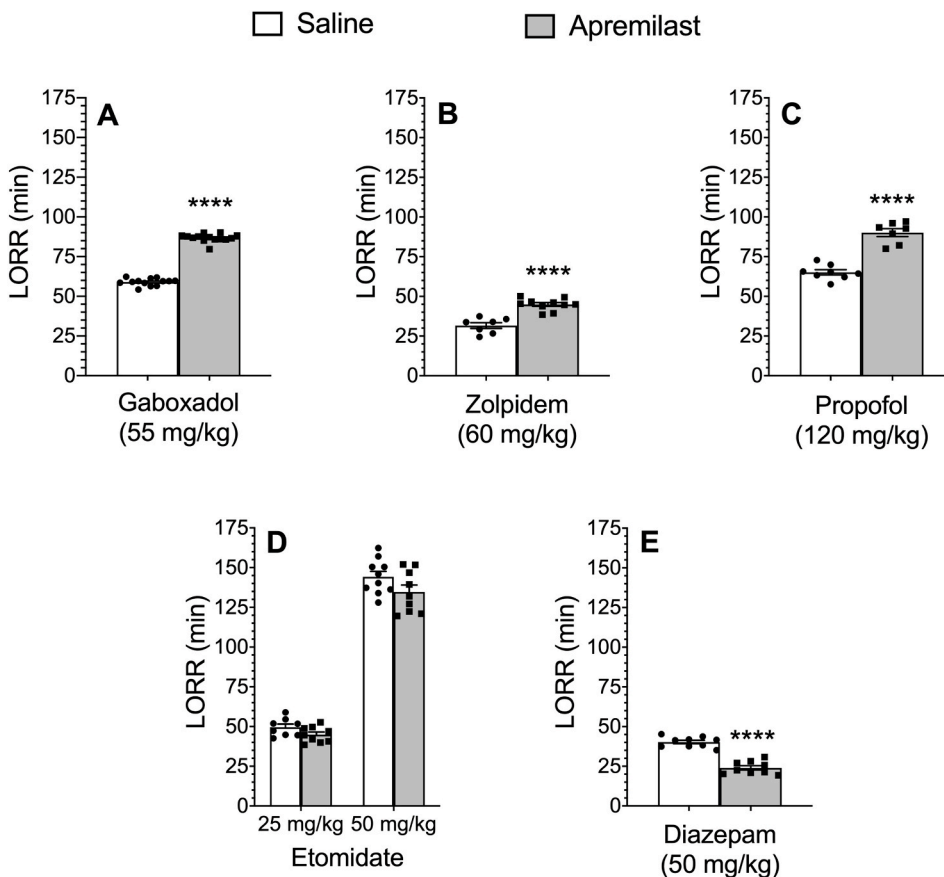 Saline
Apremilast
A
175
150
125
100
75
50
25
0
LORR (min)
****
Gaboxadol
(55 mg/kg)
B
175
150
125
100
75
50
25
0
LORR (min)
****
Zolpidem
(60 mg/kg)
C
175
150
125
100
75
50
25
0
LORR (min)
****
Propofol
(120 mg/kg)
D
175
150
125
100
75
50
25
0
LORR (min)
25 mg/kg 50 mg/kg
Etomidate
E
175
150
125
100
75
50
25
0
LORR (min)
****
Diazepam
(50 mg/kg)